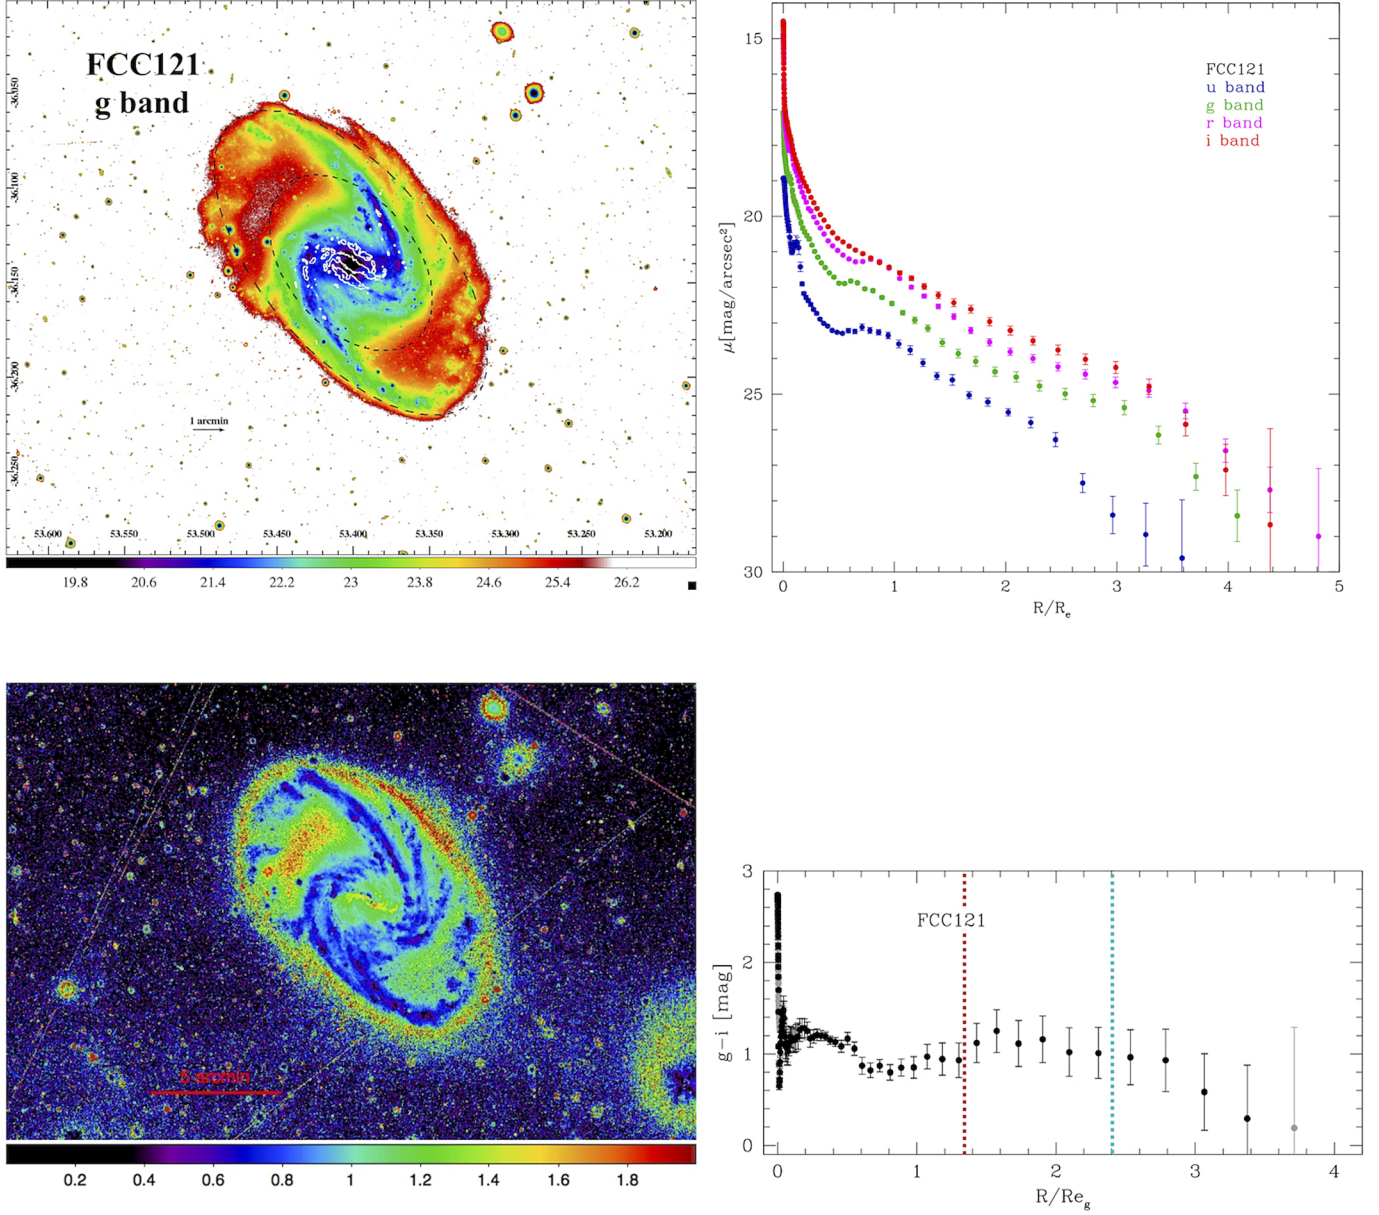 FCC121
g band
-36.050
-36.100
-36.150
-36.200
-36.250
1 arcmin
53.600 53.550 53.500 53.450 53.400 53.350 53.300 53.250 53.200
19.8 20.6 21.4 22.2 23 23.8 24.6 25.4 26.2
15
20
25
30
μ[mag/arcsec²]
FCC121
u band
g band
r band
i band
0 1 2 3 4 5
R/Re
5 arcmin
0.2 0.4 0.6 0.8 1 1.2 1.4 1.6 1.8
3
2
1
0
g-i [mag]
FCC121
0 1 2 3 4
R/Reg